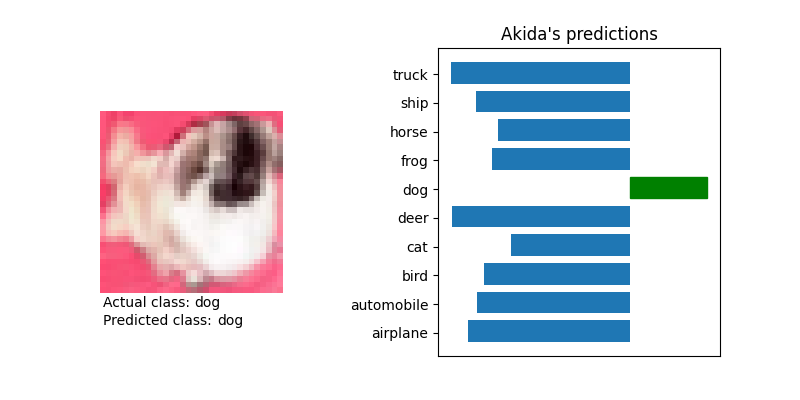 Akida's predictions
truck
ship
horse
frog
dog
deer
cat
bird
automobile
airplane
Actual class: dog
Predicted class: dog